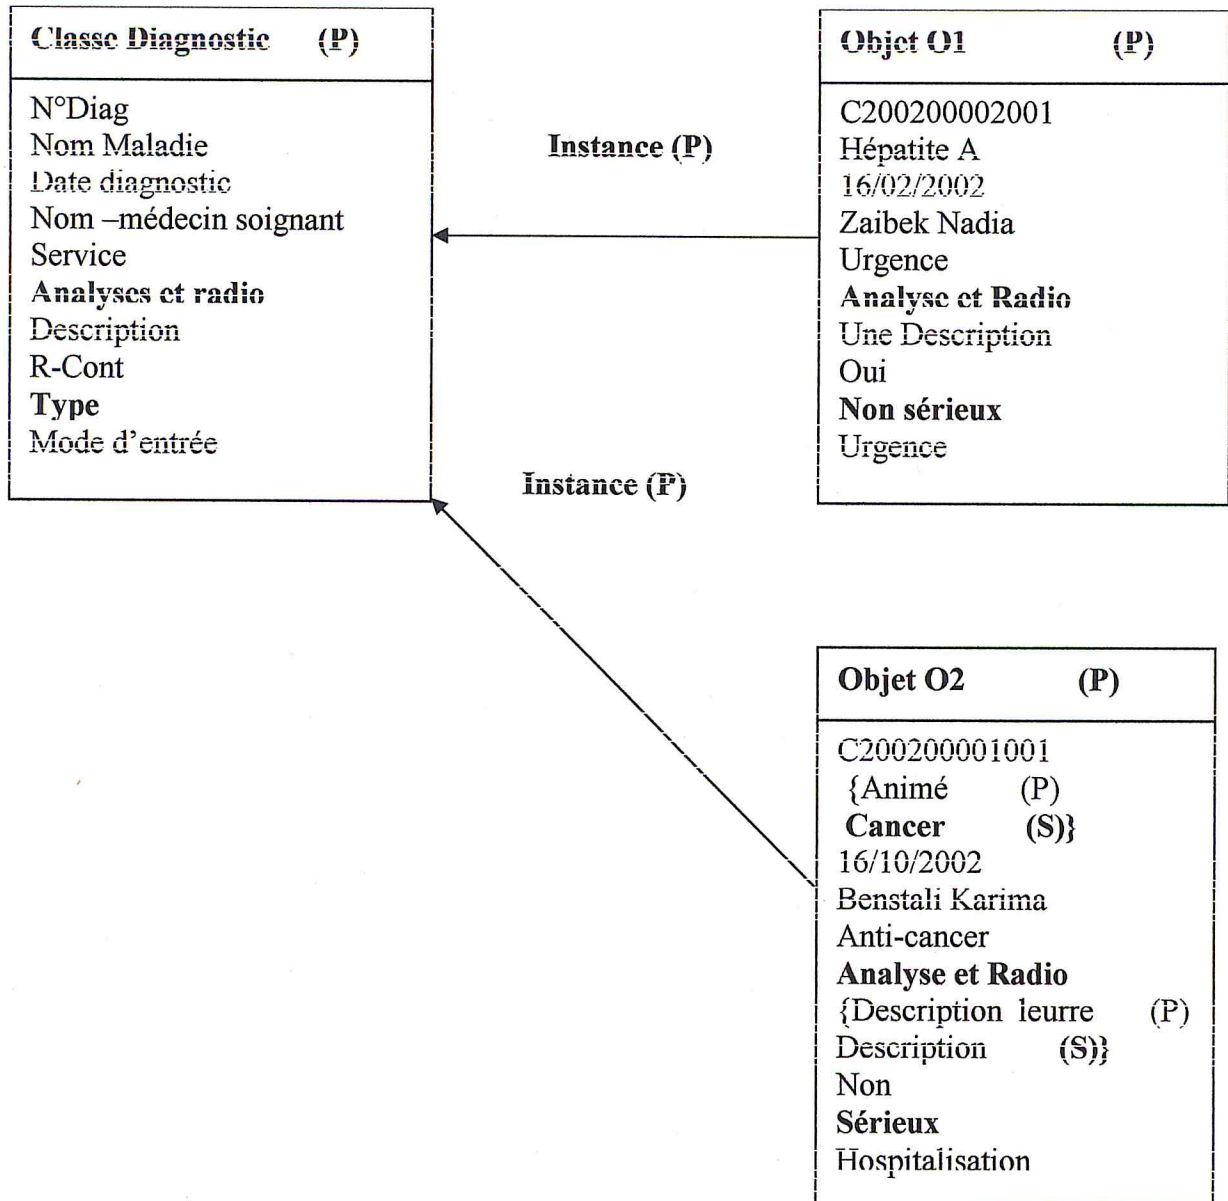 Classe Diagnostic (P)
N°Diag
Nom Maladie
Date diagnostic
Nom –médecin soignant
Service
Analyses et radio
Description
R-Cont
Type
Mode d'entrée
Instance (P)
Instance (P)
Objet O1 (P)
C200200002001
Hépatite A
16/02/2002
Zaibek Nadia
Urgence
Analyse et Radio
Une Description
Oui
Non sérieux
Urgence
Objet O2 (P)
C200200001001
{Animé (P)
Cancer (S)}
16/10/2002
Benstali Karima
Anti-cancer
Analyse et Radio
{Description leurre (P)
Description (S)}
Non
Sérieux
Hospitalisation